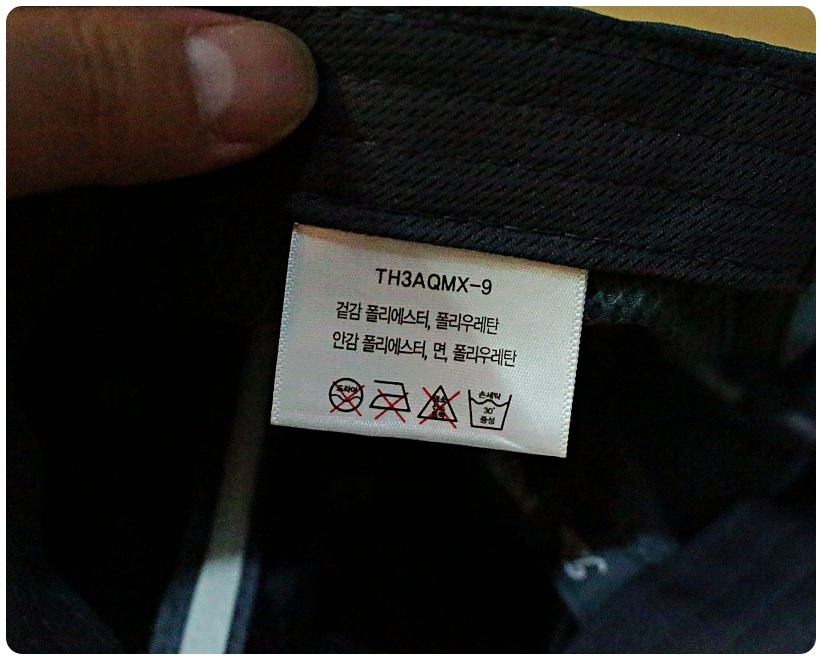 TH3AQMX-9
겉감 폴리에스터, 폴리우레탄
안감 폴리에스터, 면, 폴리우레탄
드라이
손세탁
30°
중성